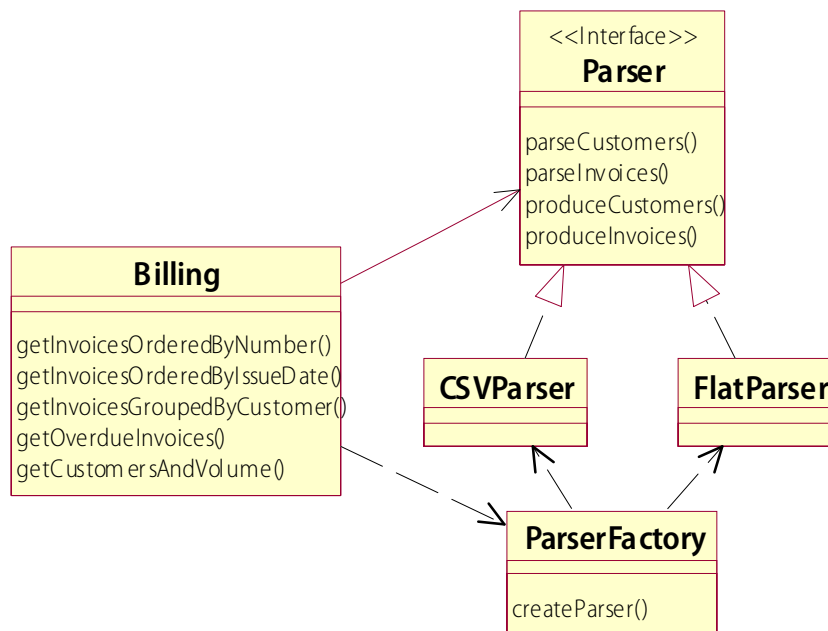 <<Interface>>
Parser
parseCustomers()
parseInvoices()
produceCustomers()
produceInvoices()
Billing
getInvoicesOrderedByNumber()
getInvoicesOrderedByIssueDate()
getInvoicesGroupedByCustomer()
getOverdueInvoices()
getCustomersAndVolume()
CSVParser
FlatParser
ParserFactory
createParser()